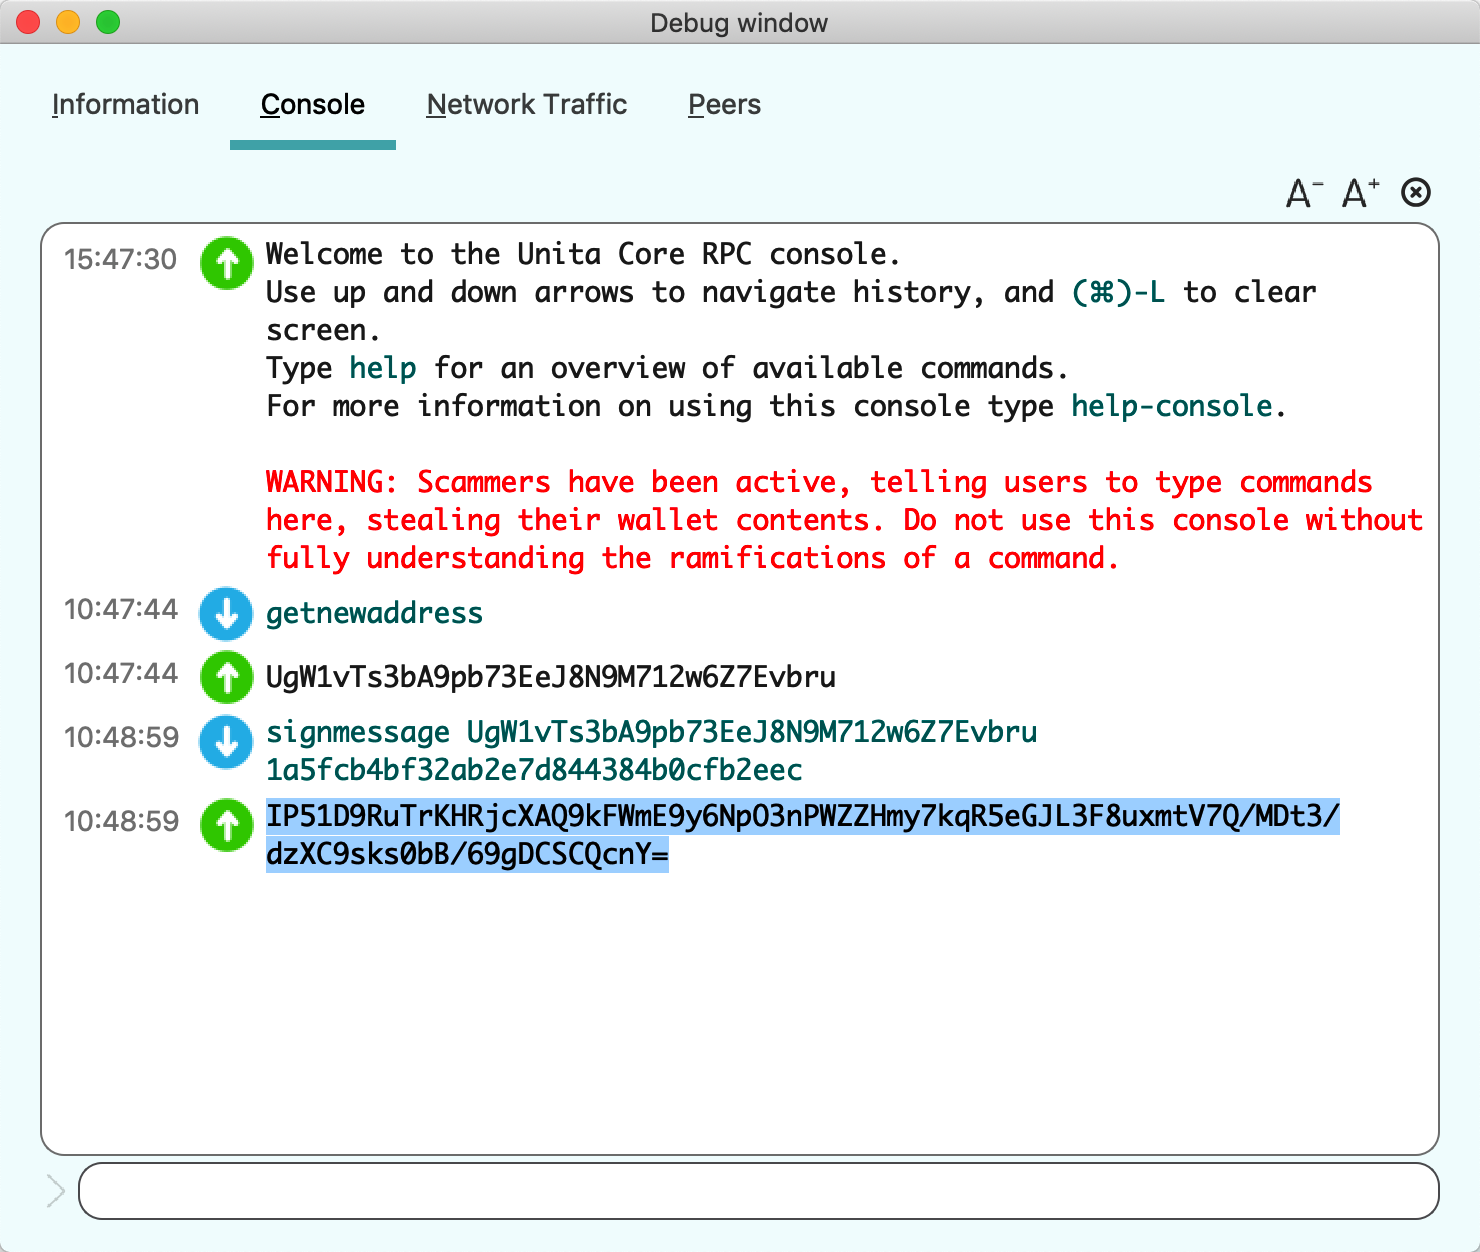 Debug window
Information Console Network Traffic Peers
A- A+
15:47:30 Welcome to the Unita Core RPC console.
Use up and down arrows to navigate history, and (⌘)-L to clear
screen.
Type help for an overview of available commands.
For more information on using this console type help-console.
WARNING: Scammers have been active, telling users to type commands
here, stealing their wallet contents. Do not use this console without
fully understanding the ramifications of a command.
10:47:44 getnewaddress
10:47:44 UgW1vTs3bA9pb73EeJ8N9M712w6Z7Evbru
10:48:59 signmessage UgW1vTs3bA9pb73EeJ8N9M712w6Z7Evbru
1a5fcb4bf32ab2e7d844384b0cfb2eec
10:48:59 IP51D9RuTrKHRjcXAQ9kFWmE9y6NpO3nPWZZHmy7kqR5eGJL3F8uxmtV7Q/MDt3/
dzXC9sks0bB/69gDCSCQcnY=